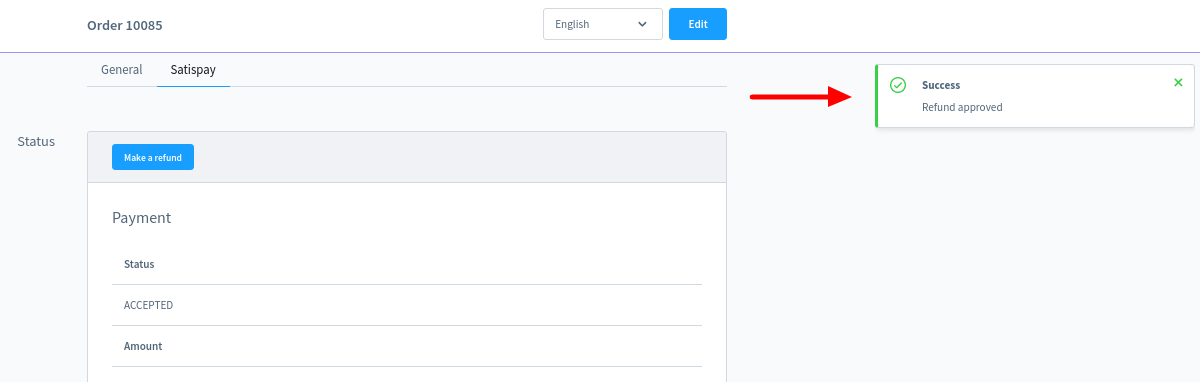 Order 10085
English
Edit
General
Satispay
Success
Refund approved
Status
Make a refund
Payment
Status
ACCEPTED
Amount